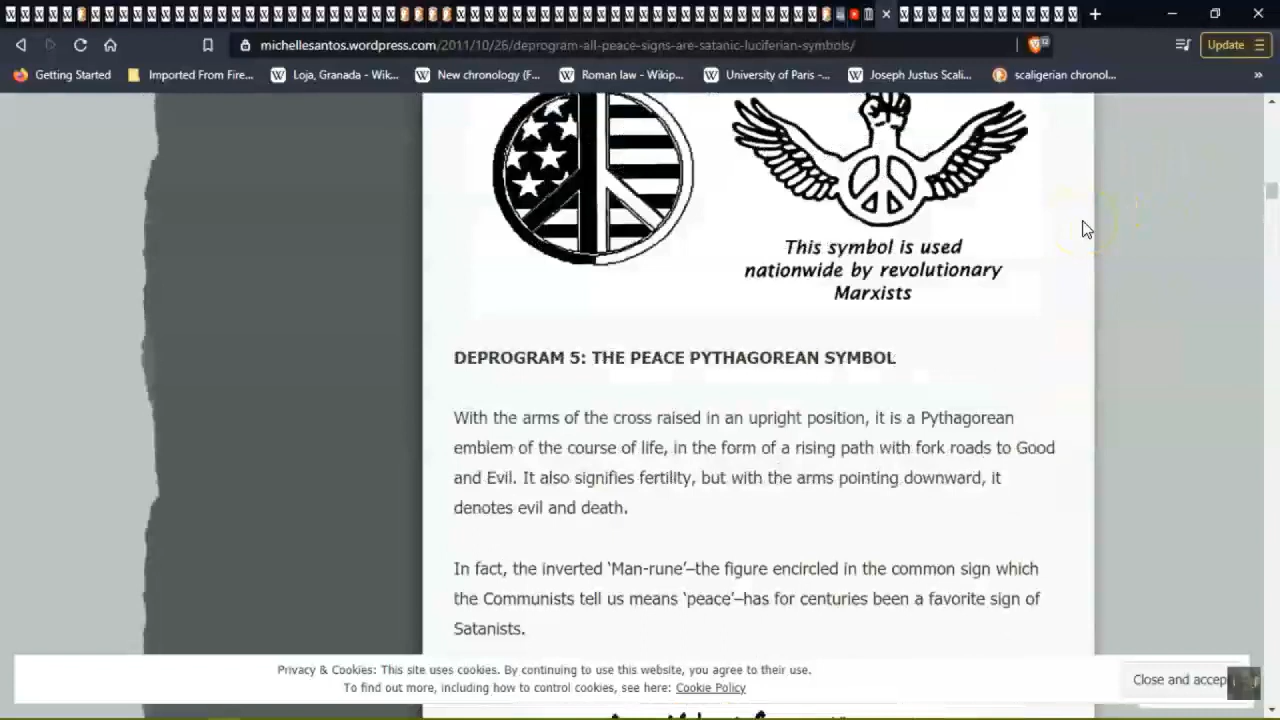 michellesantos.wordpress.com/2011/10/26/deprogram-all-peace-signs-are-satanic-luciferian-symbols/
Update
Getting Started
Imported From Fire...
Loja, Granada - Wik...
New chronology (F...
Roman law - Wikip...
University of Paris -...
Joseph Justus Scali...
scaligerian chronol...
»
This symbol is used
nationwide by revolutionary
Marxists
DEPROGRAM 5: THE PEACE PYTHAGOREAN SYMBOL
With the arms of the cross raised in an upright position, it is a Pythagorean
emblem of the course of life, in the form of a rising path with fork roads to Good
and Evil. It also signifies fertility, but with the arms pointing downward, it
denotes evil and death.
In fact, the inverted ‘Man-rune’–the figure encircled in the common sign which
the Communists tell us means ‘peace’–has for centuries been a favorite sign of
Satanists.
Privacy & Cookies: This site uses cookies. By continuing to use this website, you agree to their use.
To find out more, including how to control cookies, see here: Cookie Policy
Close and accept